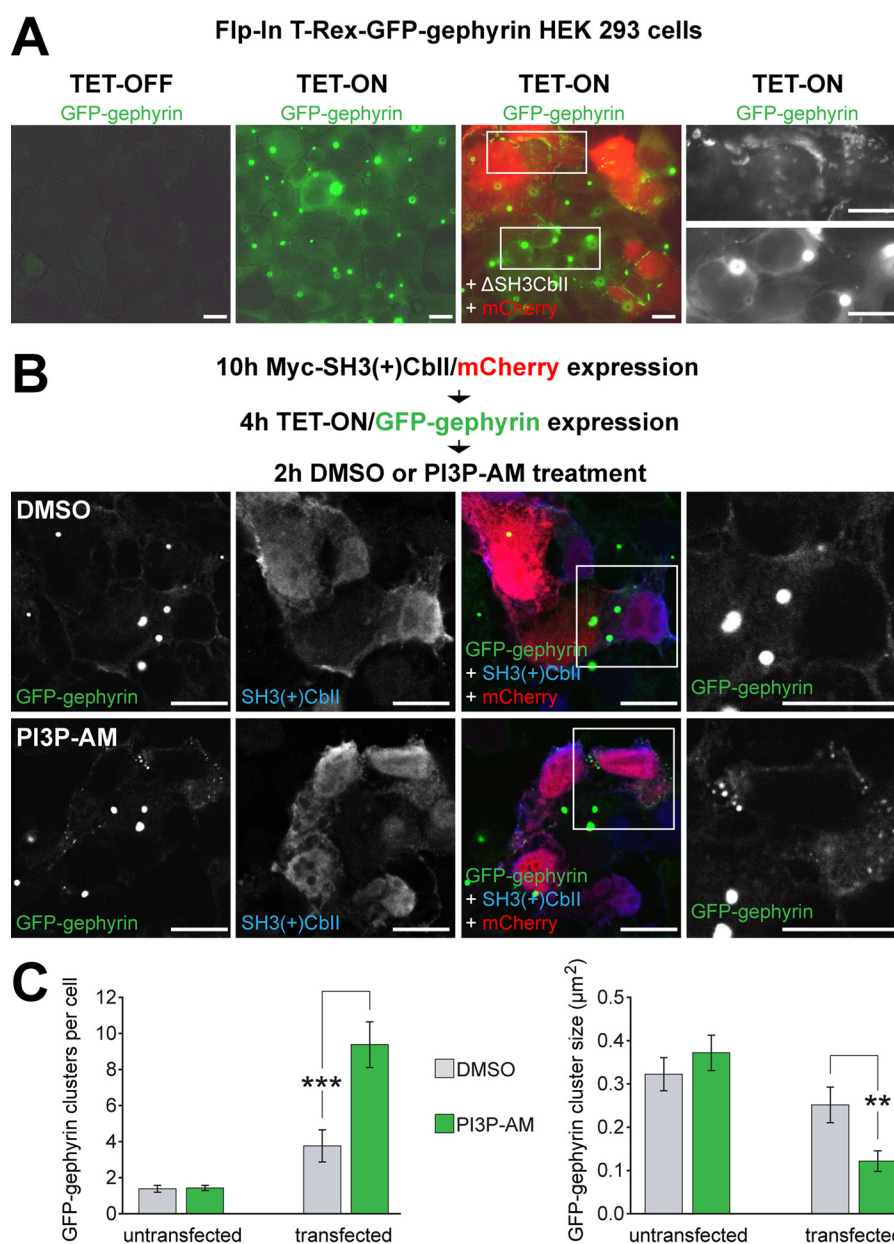 A
Flp-In T-Rex-GFP-gephyrin HEK 293 cells
TET-OFF
TET-ON
TET-ON
TET-ON
GFP-gephyrin
GFP-gephyrin
GFP-gephyrin
GFP-gephyrin
+ ΔSH3CbII
+ mCherry
B
10h Myc-SH3(+)CbII/mCherry expression
4h TET-ON/GFP-gephyrin expression
2h DMSO or PI3P-AM treatment
DMSO
GFP-gephyrin
SH3(+)CbII
GFP-gephyrin
+ SH3(+)CbII
+ mCherry
GFP-gephyrin
PI3P-AM
GFP-gephyrin
SH3(+)CbII
GFP-gephyrin
+ SH3(+)CbII
+ mCherry
GFP-gephyrin
C
GFP-gephyrin clusters per cell
12
10
8
6
4
2
0
***
untransfected
transfected
DMSO
PI3P-AM
GFP-gephyrin cluster size (µm²)
0.5
0.4
0.3
0.2
0.1
0.0
**
untransfected
transfected